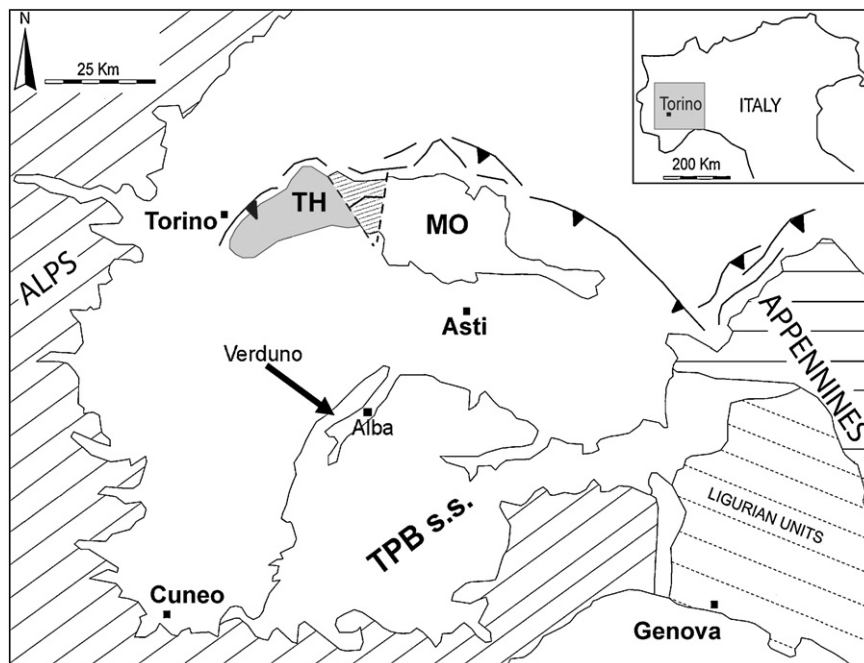 N
25 Km
Torino
ITALY
200 Km
TH
MO
Torino
ALPS
Asti
APPENNINES
Verduno
Alba
TPB s.s.
LIGURIAN UNITS
Cuneo
Genova